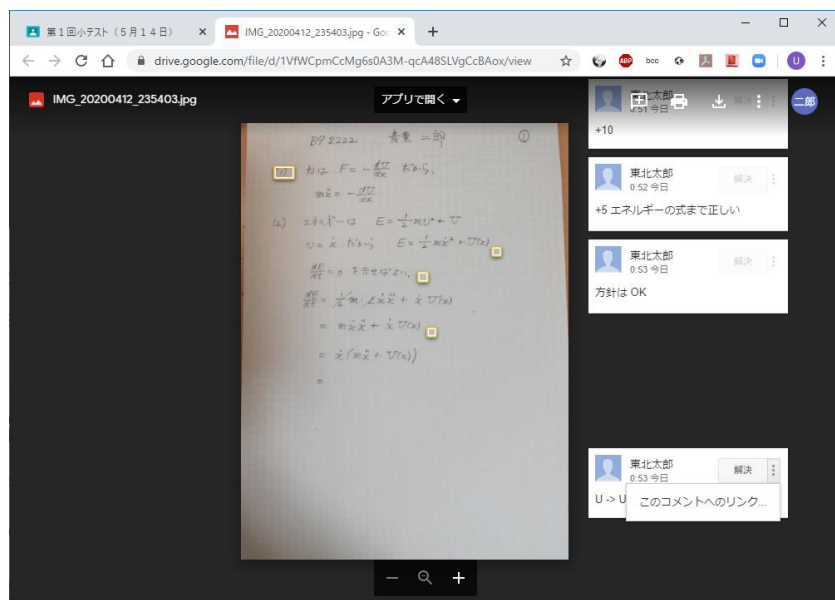 第１回小テスト（５月１４日）
IMG_20200412_235403.jpg - Goo
drive.google.com/file/d/1VfWCpmCcMg6s0A3M-qcA48SLVgCcBAox/view
ABP
bcc
U
IMG_20200412_235403.jpg
アプリで開く
二郎
B92222 青葉 二郎 ①
力は F = -dU/dx だから、
mẍ = -dU/dx
(2) エネルギーは E = 1/2 mv² + U
v = ẋ だから E = 1/2 mẋ² + U(x)
dE/dt = 0 を示せばよい。
dE/dt = 1/2 m・2ẋẍ + ẋ U(x)
= mẋẍ + ẋ U(x)
= ẋ(mẍ + U(x))
=
東北太郎
0:51 今日
解決
+10
東北太郎
0:52 今日
解決
+5 エネルギーの式まで正しい
東北太郎
0:53 今日
解決
方針は OK
東北太郎
0:53 今日
解決
U -> U
このコメントへのリンク...